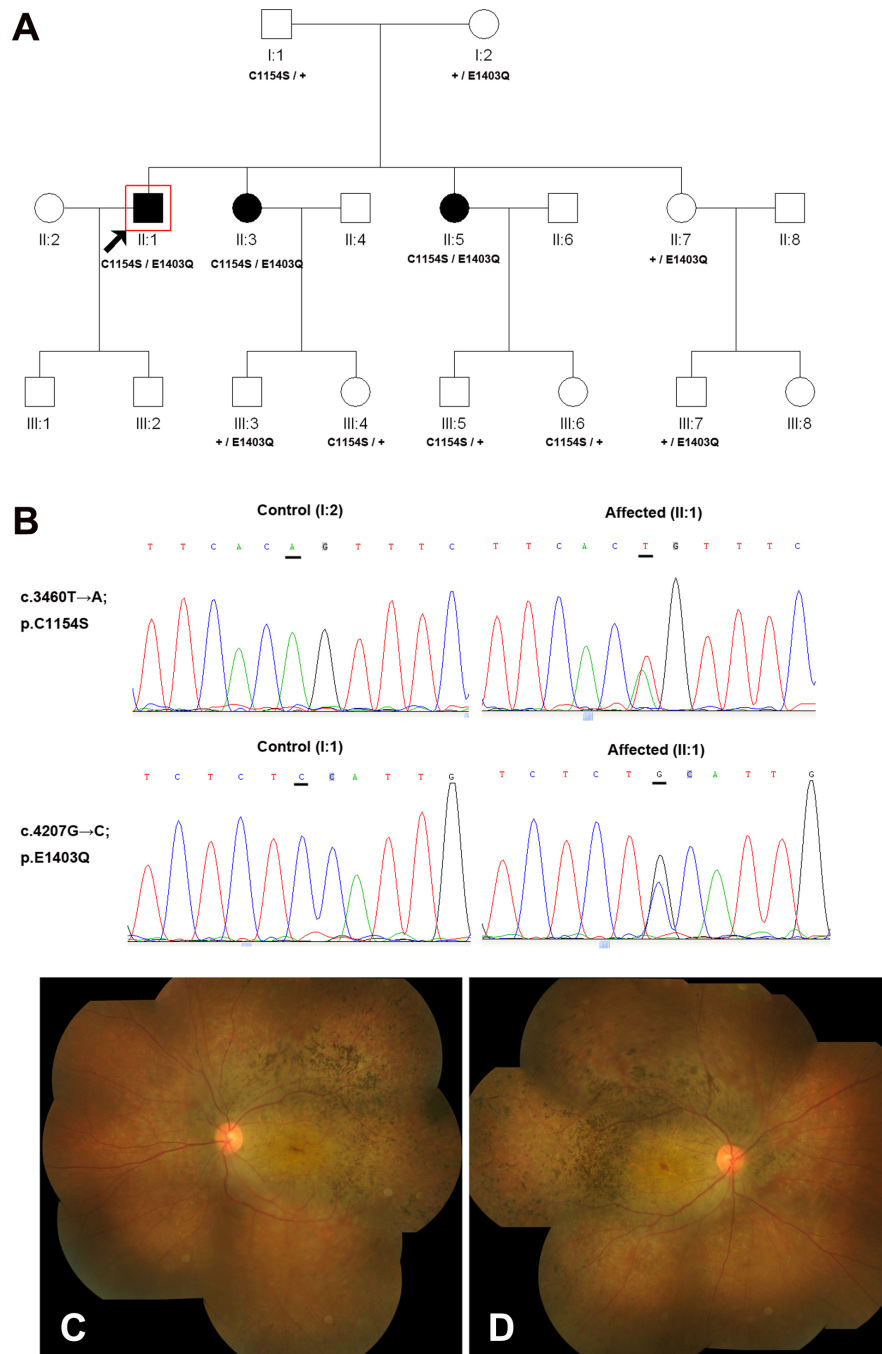 A
I:1
I:2
C1154S / +
+ / E1403Q
II:2
II:1
II:3
II:4
II:5
II:6
II:7
II:8
C1154S / E1403Q
C1154S / E1403Q
C1154S / E1403Q
+ / E1403Q
III:1
III:2
III:3
III:4
III:5
III:6
III:7
III:8
+ / E1403Q
C1154S / +
C1154S / +
C1154S / +
+ / E1403Q
B
Control (I:2)
Affected (II:1)
T T C A C A G T T T C
T T C A C T G T T T C
c.3460T→A;
p.C1154S
Control (I:1)
Affected (II:1)
T C T C T C C A T T G
T C T C T G C A T T G
c.4207G→C;
p.E1403Q
C
D